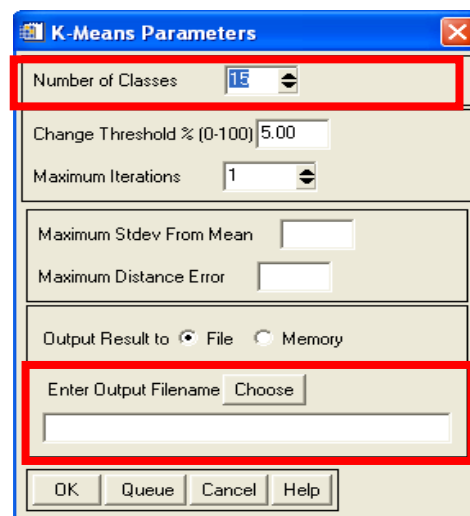 K-Means Parameters
Number of Classes 15
Change Threshold % (0-100) 5.00
Maximum Iterations 1
Maximum Stdev From Mean
Maximum Distance Error
Output Result to File Memory
Enter Output Filename Choose
OK Queue Cancel Help